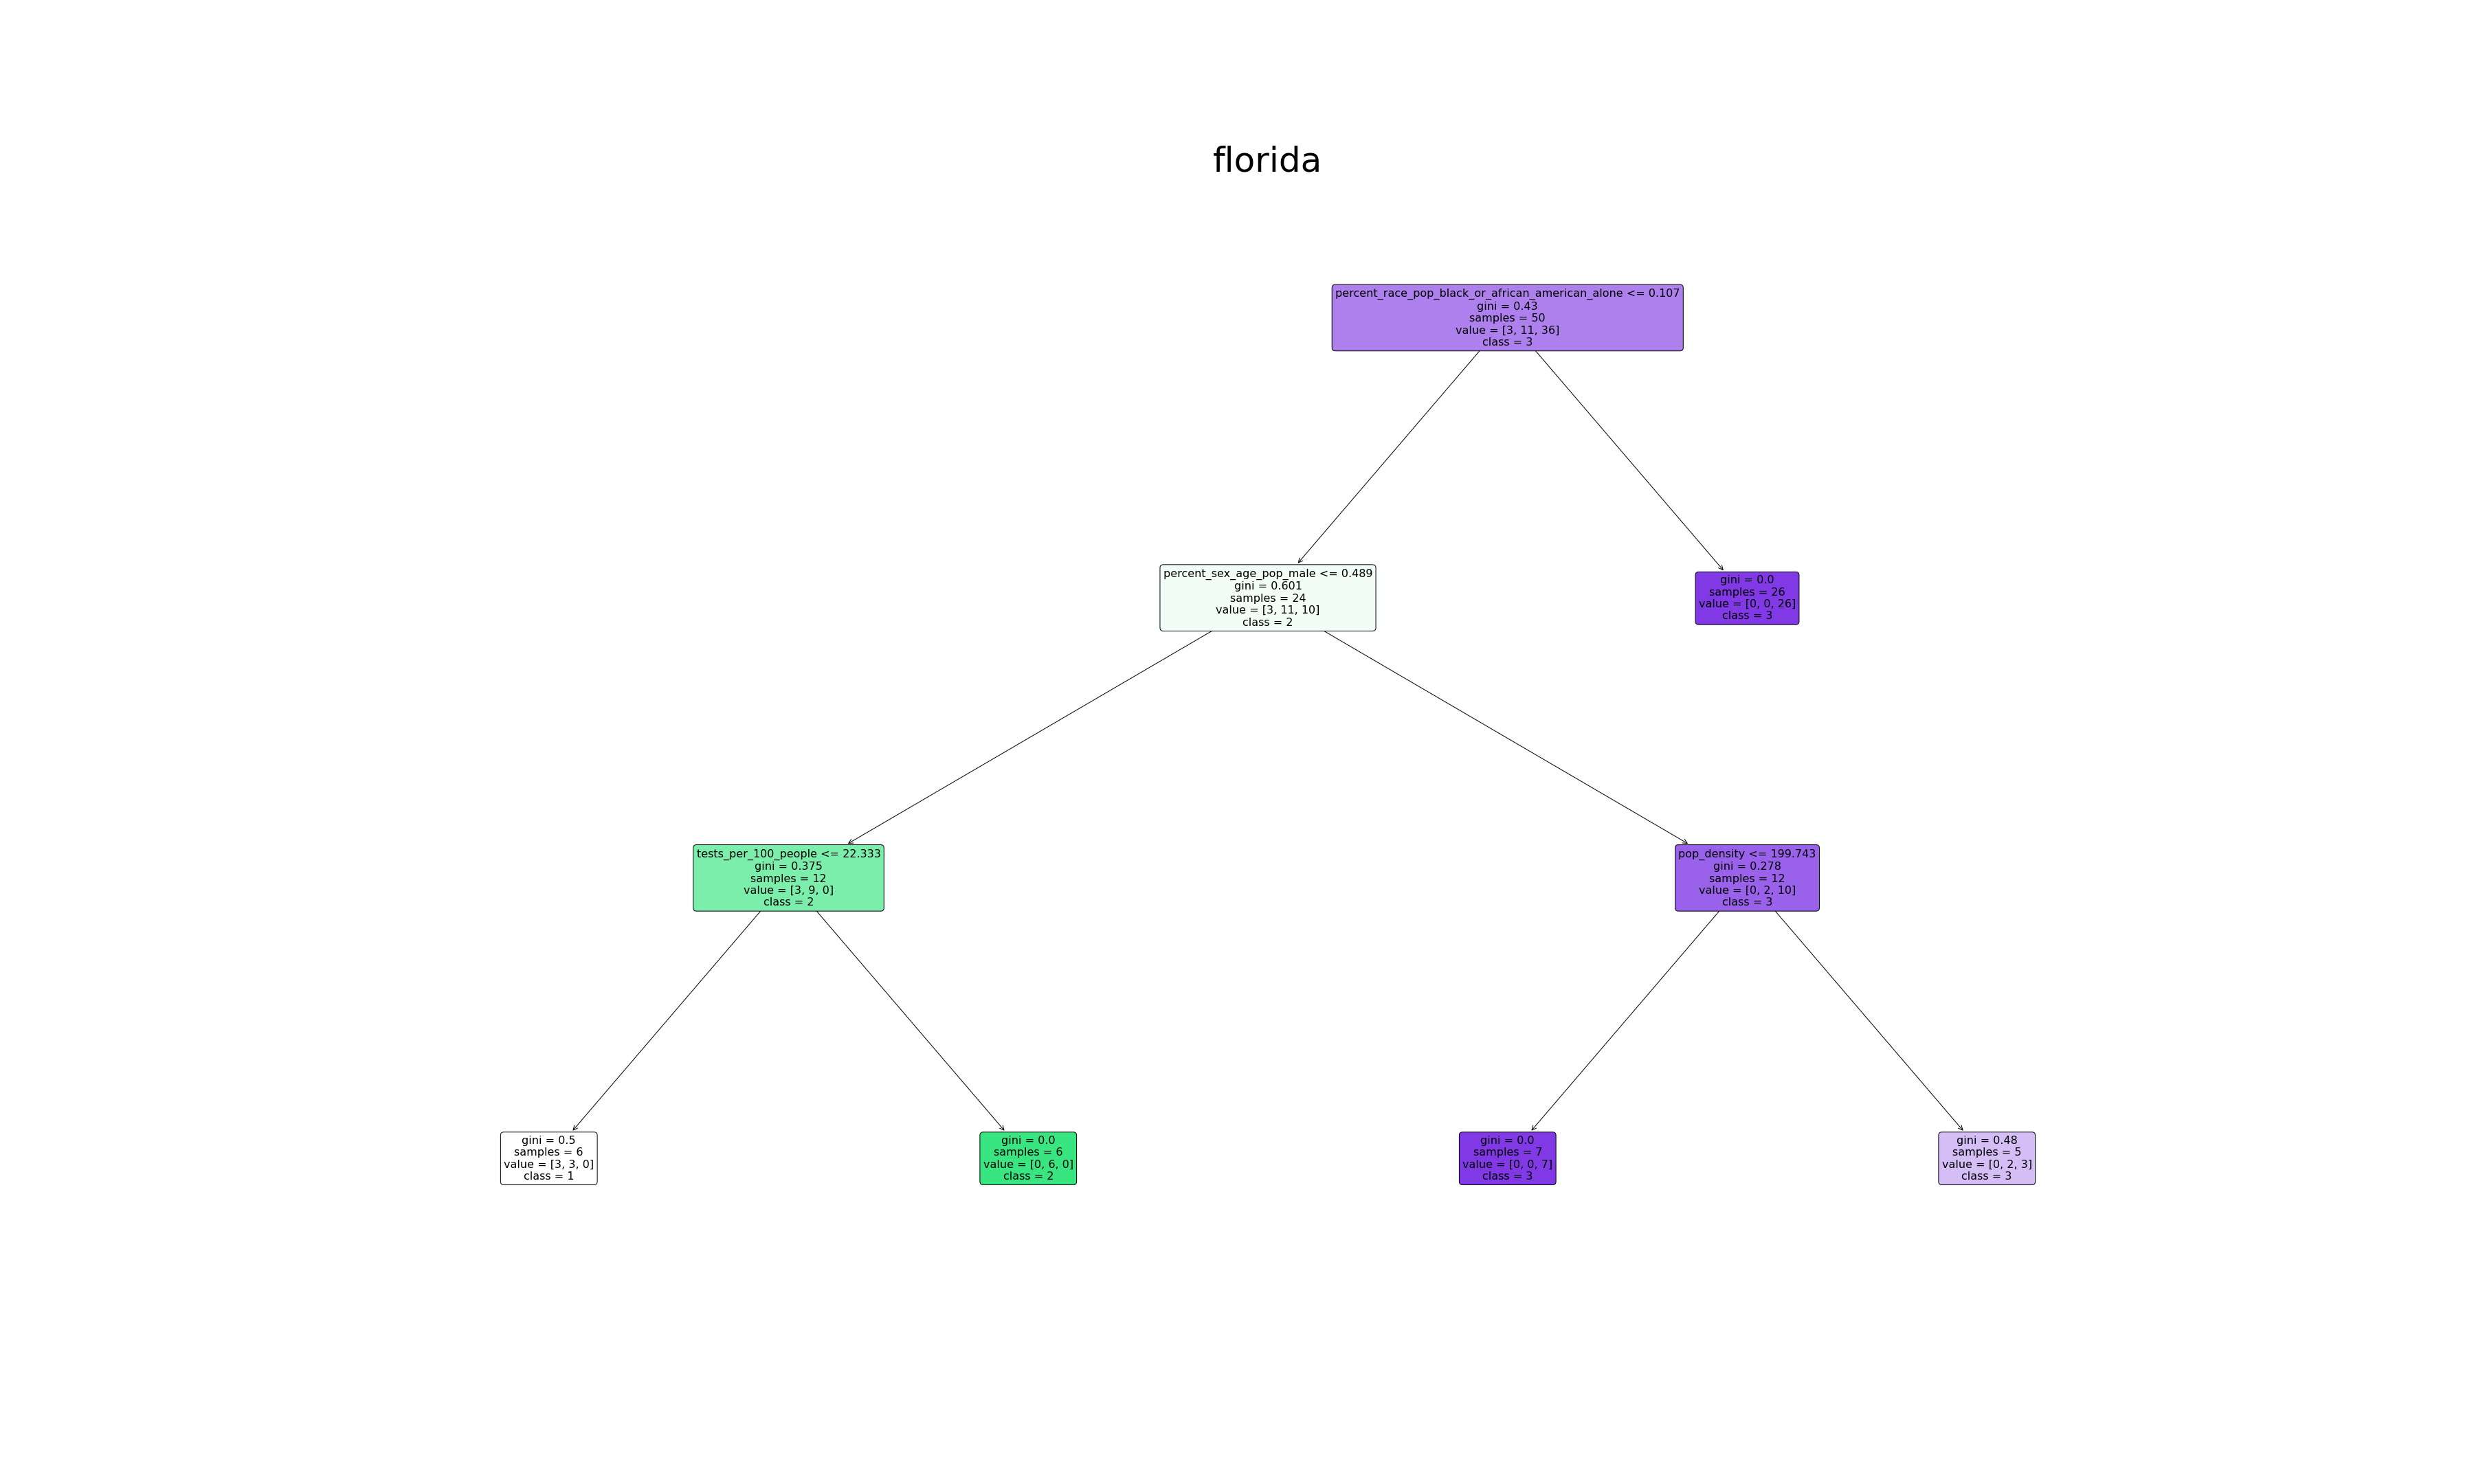 florida
percent_race_pop_black_or_african_american_alone <= 0.107
gini = 0.43
samples = 50
value = [3, 11, 36]
class = 3
percent_sex_age_pop_male <= 0.489
gini = 0.601
samples = 24
value = [3, 11, 10]
class = 2
gini = 0.0
samples = 26
value = [0, 0, 26]
class = 3
tests_per_100_people <= 22.333
gini = 0.375
samples = 12
value = [3, 9, 0]
class = 2
pop_density <= 199.743
gini = 0.278
samples = 12
value = [0, 2, 10]
class = 3
gini = 0.5
samples = 6
value = [3, 3, 0]
class = 1
gini = 0.0
samples = 6
value = [0, 6, 0]
class = 2
gini = 0.0
samples = 7
value = [0, 0, 7]
class = 3
gini = 0.48
samples = 5
value = [0, 2, 3]
class = 3